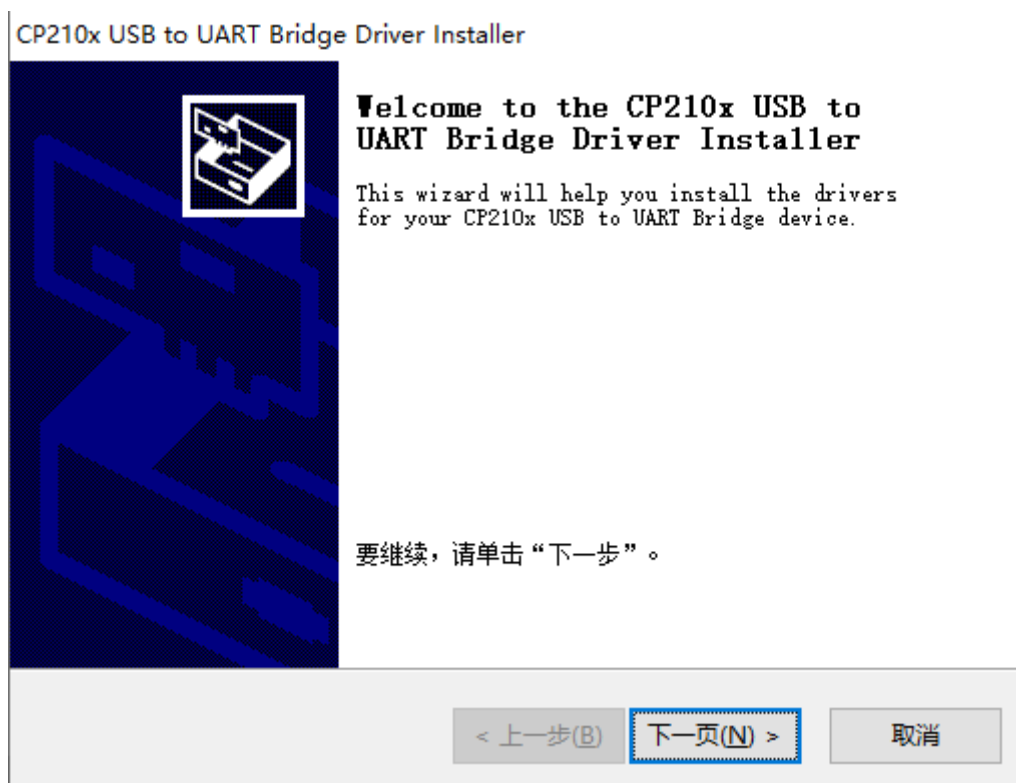 CP210x USB to UART Bridge Driver Installer
Welcome to the CP210x USB to
UART Bridge Driver Installer
This wizard will help you install the drivers
for your CP210x USB to UART Bridge device.
要继续，请单击“下一步”。
< 上一步(B)
下一页(N) >
取消